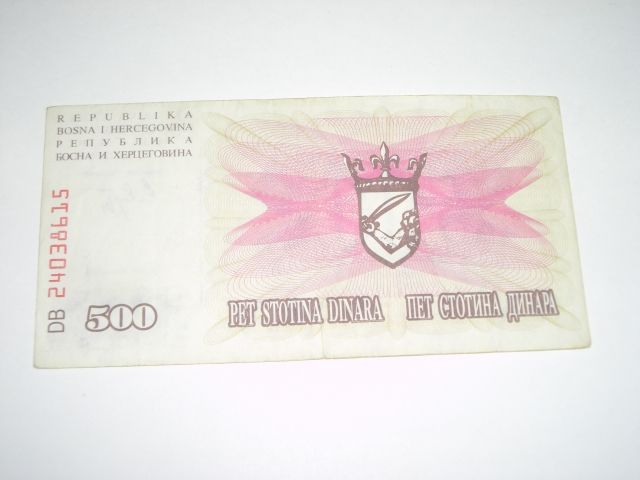 REPUBLIKA
BOSNA I HERCEGOVINA
РЕПУБЛИКА
БОСНА И ХЕРЦЕГОВИНА
DB 24038615
500
PET STOTINA DINARA ПЕТ СТОТИНА ДИНАРА